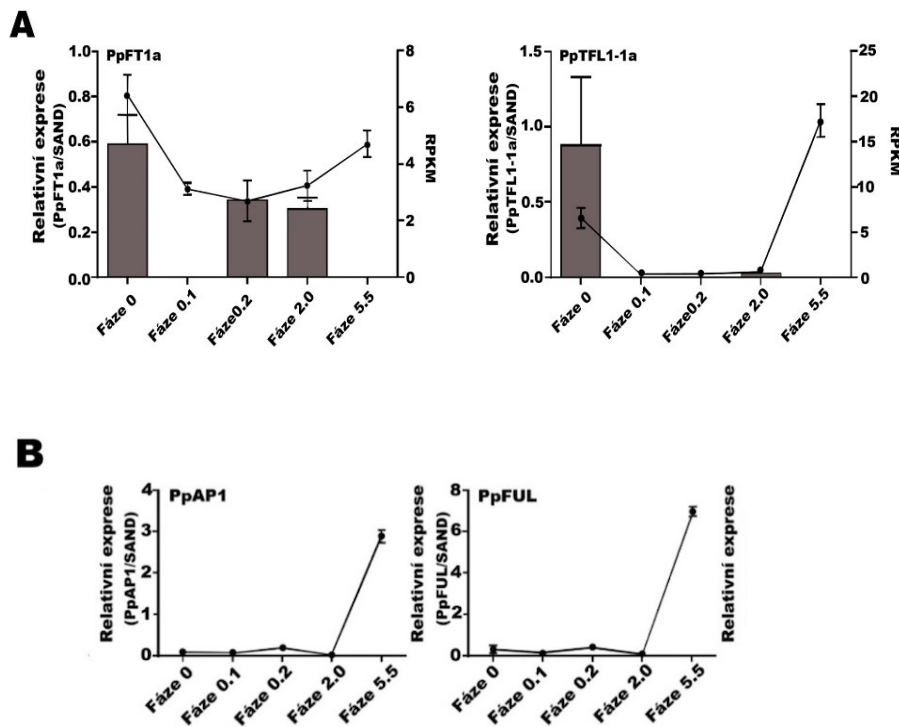 A
PpFT1a
Relativní exprese
(PpFT1a/SAND)
1.0
0.8
0.6
0.4
0.2
0.0
8
6
4
2
0
RPKM
Fáze 0
Fáze 0.1
Fáze0.2
Fáze 2.0
Fáze 5.5
PpTFL1-1a
Relativní exprese
(PpTFL1-1a/SAND)
1.5
1.0
0.5
0.0
25
20
15
10
5
0
RPKM
Fáze 0
Fáze 0.1
Fáze0.2
Fáze 2.0
Fáze 5.5
B
PpAP1
Relativní exprese
(PpAP1/SAND)
4
3
2
1
0
Fáze 0
Fáze 0.1
Fáze 0.2
Fáze 2.0
Fáze 5.5
PpFUL
Relativní exprese
(PpFUL/SAND)
8
6
4
2
0
Fáze 0
Fáze 0.1
Fáze 0.2
Fáze 2.0
Fáze 5.5
Relativní exprese